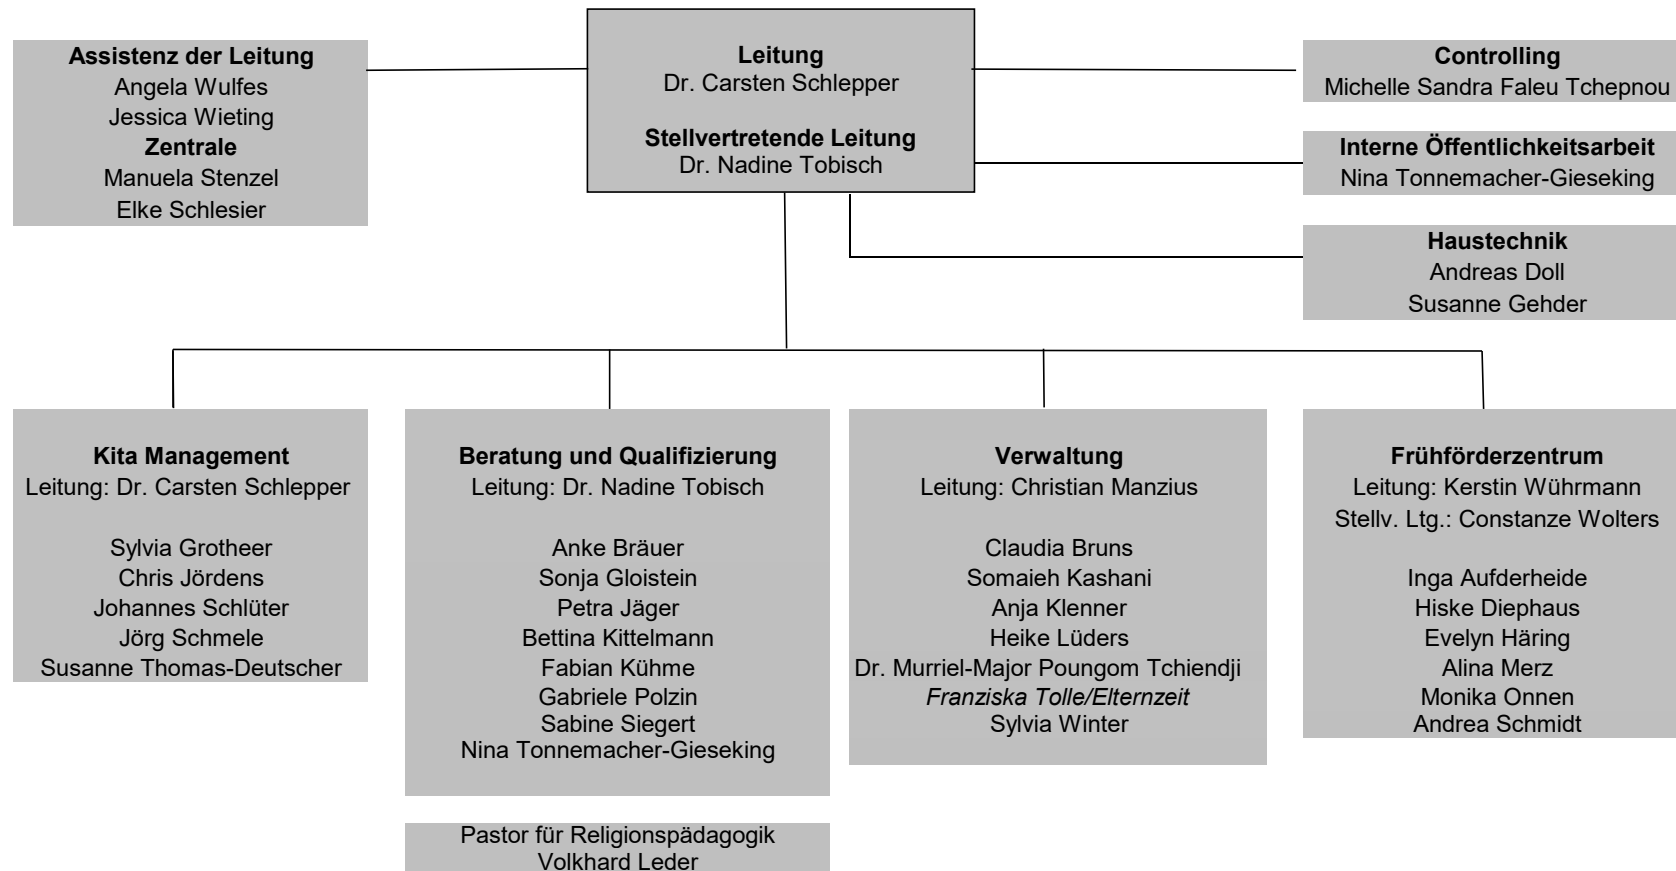 Assistenz der Leitung
Angela Wulfes
Jessica Wieting
Zentrale
Manuela Stenzel
Elke Schlesier
Leitung
Dr. Carsten Schlepper
Stellvertretende Leitung
Dr. Nadine Tobisch
Controlling
Michelle Sandra Faleu Tchepnou
Interne Öffentlichkeitsarbeit
Nina Tonnemacher-Gieseking
Haustechnik
Andreas Doll
Susanne Gehder
Kita Management
Leitung: Dr. Carsten Schlepper
Sylvia Grotheer
Chris Jördens
Johannes Schlüter
Jörg Schmele
Susanne Thomas-Deutscher
Beratung und Qualifizierung
Leitung: Dr. Nadine Tobisch
Anke Bräuer
Sonja Gloistein
Petra Jäger
Bettina Kittelmann
Fabian Kühme
Gabriele Polzin
Sabine Siegert
Nina Tonnemacher-Gieseking
Pastor für Religionspädagogik
Volkhard Leder
Verwaltung
Leitung: Christian Manzius
Claudia Bruns
Somaieh Kashani
Anja Klenner
Heike Lüders
Dr. Murriel-Major Poungom Tchiendji
Franziska Tolle/Elternzeit
Sylvia Winter
Frühförderzentrum
Leitung: Kerstin Wührmann
Stellv. Ltg.: Constanze Wolters
Inga Aufderheide
Hiske Diephaus
Evelyn Häring
Alina Merz
Monika Onnen
Andrea Schmidt